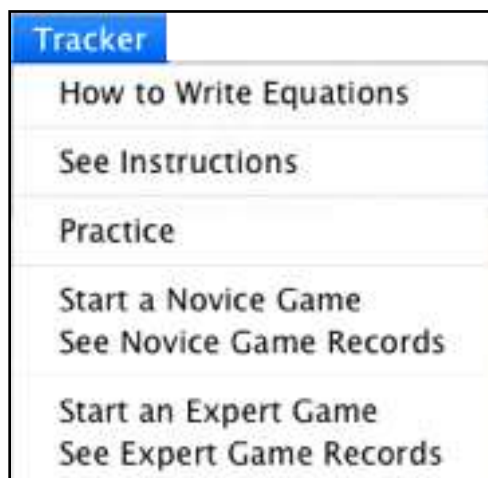 Tracker
How to Write Equations
See Instructions
Practice
Start a Novice Game
See Novice Game Records
Start an Expert Game
See Expert Game Records